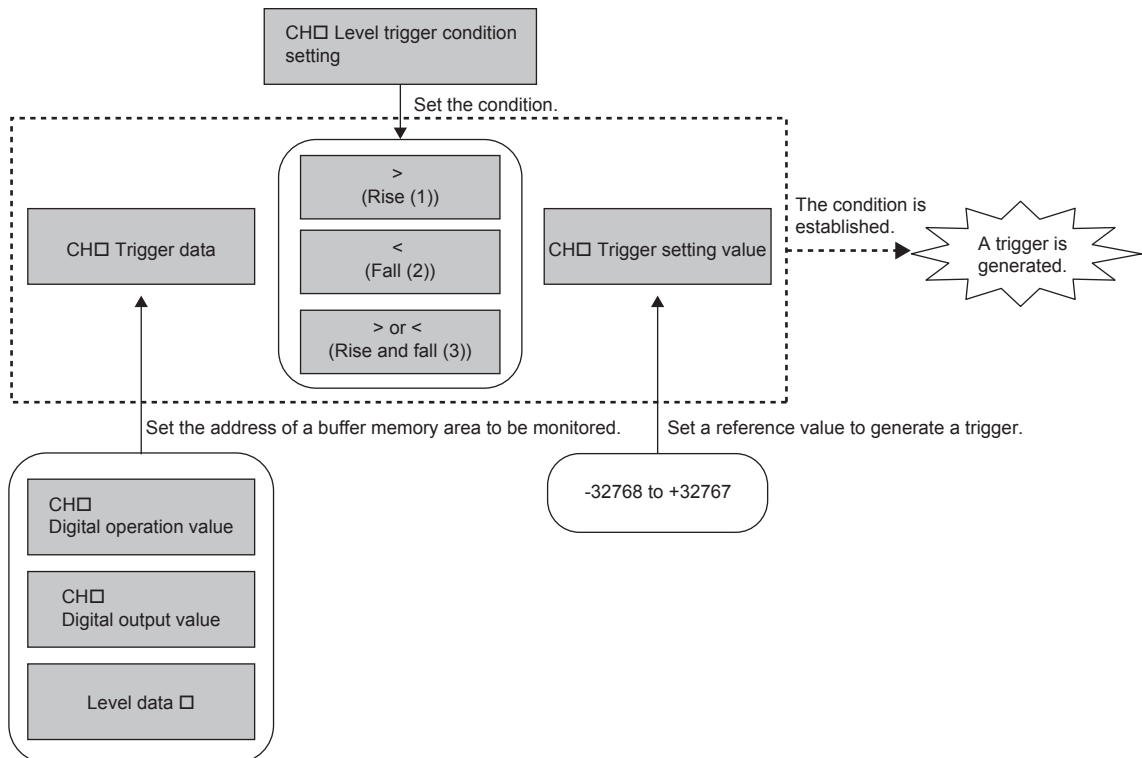 CH□ Level trigger condition
setting
Set the condition.
>
(Rise (1))
<
(Fall (2))
> or <
(Rise and fall (3))
CH□ Trigger data
CH□ Trigger setting value
The condition is
established.
A trigger is
generated.
Set the address of a buffer memory area to be monitored.
Set a reference value to generate a trigger.
CH□
Digital operation value
CH□
Digital output value
Level data □
-32768 to +32767